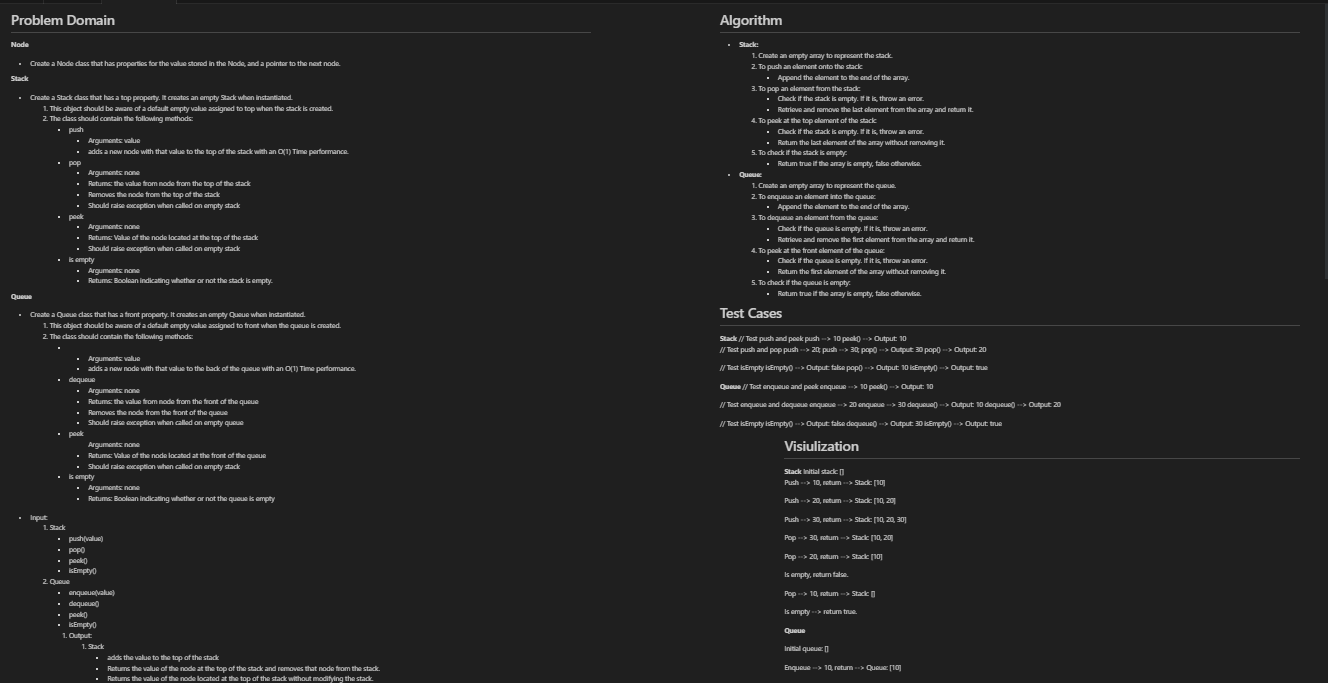 Problem Domain
Node
Create a Node class that has properties for the value stored in the Node, and a pointer to the next node.
Stack
Create a Stack class that has a top property. It creates an empty Stack when instantiated.
1. This object should be aware of a default empty value assigned to top when the stack is created.
2. The class should contain the following methods:
push
Arguments: value
adds a new node with that value to the top of the stack with an O(1) Time performance.
pop
Arguments: none
Returns: the value from node from the top of the stack
Removes the node from the top of the stack
Should raise exception when called on empty stack
peek
Arguments: none
Returns: Value of the node located at the top of the stack
Should raise exception when called on empty stack
is empty
Arguments: none
Returns: Boolean indicating whether or not the stack is empty.
Queue
Create a Queue class that has a front property. It creates an empty Queue when instantiated.
1. This object should be aware of a default empty value assigned to front when the queue is created.
2. The class should contain the following methods:
Arguments: value
adds a new node with that value to the back of the queue with an O(1) Time performance.
dequeue
Arguments: none
Returns: the value from node from the front of the queue
Removes the node from the front of the queue
Should raise exception when called on empty queue
peek
Arguments: none
Returns: Value of the node located at the front of the queue
Should raise exception when called on empty stack
is empty
Arguments: none
Returns: Boolean indicating whether or not the queue is empty
Input:
1. Stack
push(value)
pop()
peek()
isEmpty()
2. Queue
enqueue(value)
dequeue()
peek()
isEmpty()
1. Output:
1. Stack
adds the value to the top of the stack
Returns the value of the node at the top of the stack and removes that node from the stack.
Returns the value of the node located at the top of the stack without modifying the stack.
Algorithm
Stack:
1. Create an empty array to represent the stack.
2. To push an element onto the stack:
Append the element to the end of the array.
3. To pop an element from the stack:
Check if the stack is empty. If it is, throw an error.
Retrieve and remove the last element from the array and return it.
4. To peek at the top element of the stack:
Check if the stack is empty. If it is, throw an error.
Return the last element of the array without removing it.
5. To check if the stack is empty:
Return true if the array is empty, false otherwise.
Queue:
1. Create an empty array to represent the queue.
2. To enqueue an element into the queue:
Append the element to the end of the array.
3. To dequeue an element from the queue:
Check if the queue is empty. If it is, throw an error.
Retrieve and remove the first element from the array and return it.
4. To peek at the front element of the queue:
Check if the queue is empty. If it is, throw an error.
Return the first element of the array without removing it.
5. To check if the queue is empty:
Return true if the array is empty, false otherwise.
Test Cases
Stack // Test push and peek push --> 10 peek() --> Output: 10
// Test push and pop push --> 20; push --> 30; pop() --> Output: 30 pop() --> Output: 20
// Test isEmpty isEmpty() --> Output: false pop() --> Output: 10 isEmpty() --> Output: true
Queue // Test enqueue and peek enqueue --> 10 peek() --> Output: 10
// Test enqueue and dequeue enqueue --> 20 enqueue --> 30 dequeue() --> Output: 10 dequeue() --> Output: 20
// Test isEmpty isEmpty() --> Output: false dequeue() --> Output: 30 isEmpty() --> Output: true
Visiulization
Stack Initial stack: []
Push --> 10, return --> Stack: [10]
Push --> 20, return --> Stack: [10, 20]
Push --> 30, return --> Stack: [10, 20, 30]
Pop --> 30, return --> Stack: [10, 20]
Pop --> 20, return --> Stack: [10]
Is empty, return false.
Pop --> 10, return --> Stack: []
Is empty --> return true.
Queue
Initial queue: []
Enqueue --> 10, return --> Queue: [10]